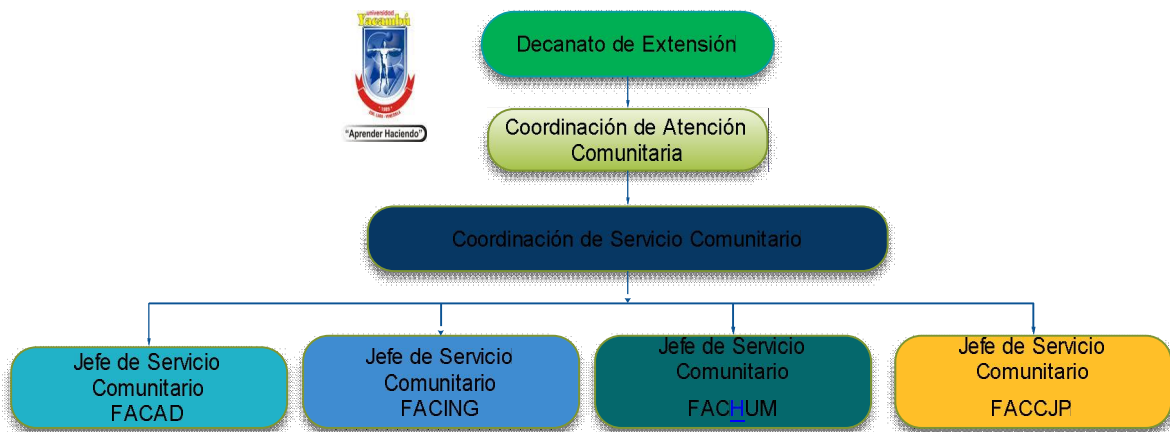 universidad
Yacambú
"Aprender Haciendo"
Decanato de Extensión
Coordinación de Atención
Comunitaria
Coordinación de Servicio Comunitario
Jefe de Servicio
Comunitario
FACAD
Jefe de Servicio
Comunitario
FACING
Jefe de Servicio
Comunitario
FACHUM
Jefe de Servicio
Comunitario
FACCJP